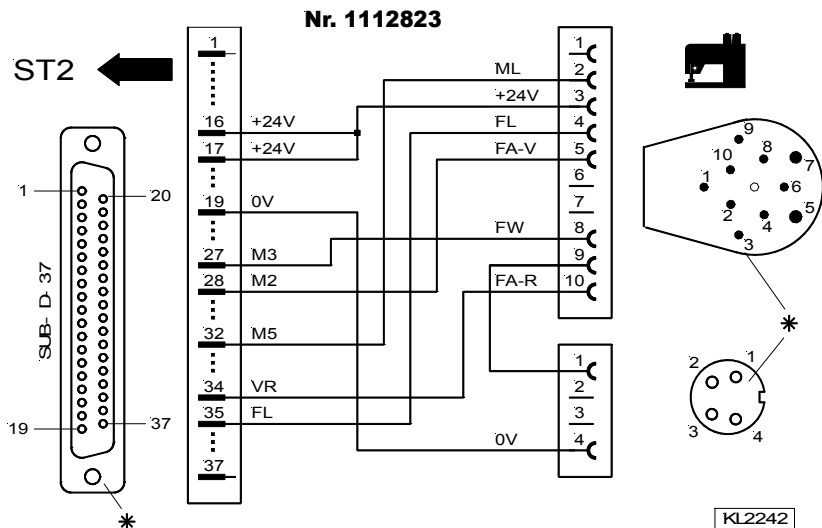 Nr. 1112823
ST2
1
16 +24V
17 +24V
19 0V
27 M3
28 M2
32 M5
34 VR
35 FL
37
1
ML 2
+24V 3
FL 4
FA-V 5
6
7
FW 8
9
FA-R 10
1
2
3
0V 4
1 20
SUB- D- 37
19 37
*
9
8
10 7
1 6
2 5
4
3
*
2 1
3 4
KL2242